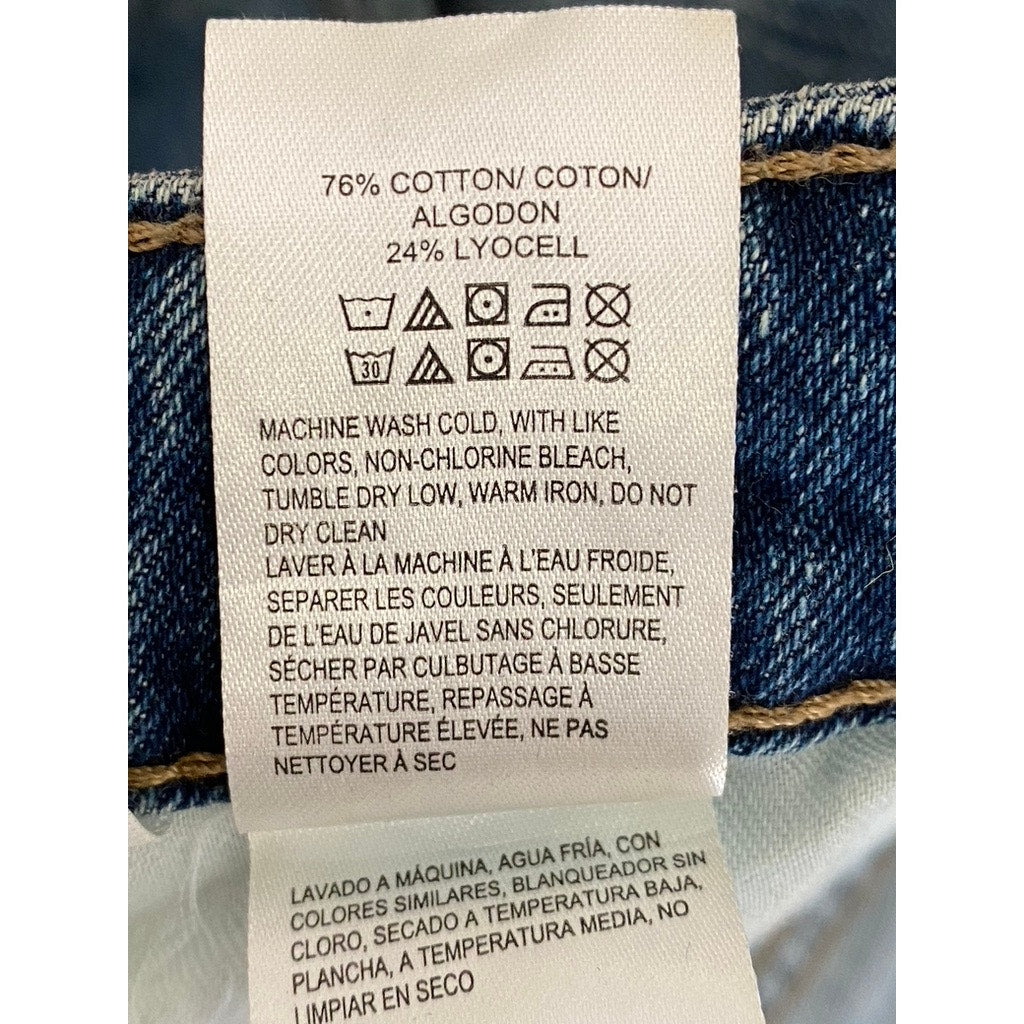 76% COTTON/ COTON/
ALGODON
24% LYOCELL
30
MACHINE WASH COLD, WITH LIKE
COLORS, NON-CHLORINE BLEACH,
TUMBLE DRY LOW, WARM IRON, DO NOT
DRY CLEAN
LAVER À LA MACHINE À L'EAU FROIDE,
SEPARER LES COULEURS, SEULEMENT
DE L'EAU DE JAVEL SANS CHLORURE,
SÉCHER PAR CULBUTAGE À BASSE
TEMPÉRATURE, REPASSAGE À
TEMPÉRATURE ÉLEVÉE, NE PAS
NETTOYER À SEC
LAVADO A MÁQUINA, AGUA FRÍA, CON
COLORES SIMILARES, BLANQUEADOR SIN
CLORO, SECADO A TEMPERATURA BAJA,
PLANCHA, A TEMPERATURA MEDIA, NO
LIMPIAR EN SECO